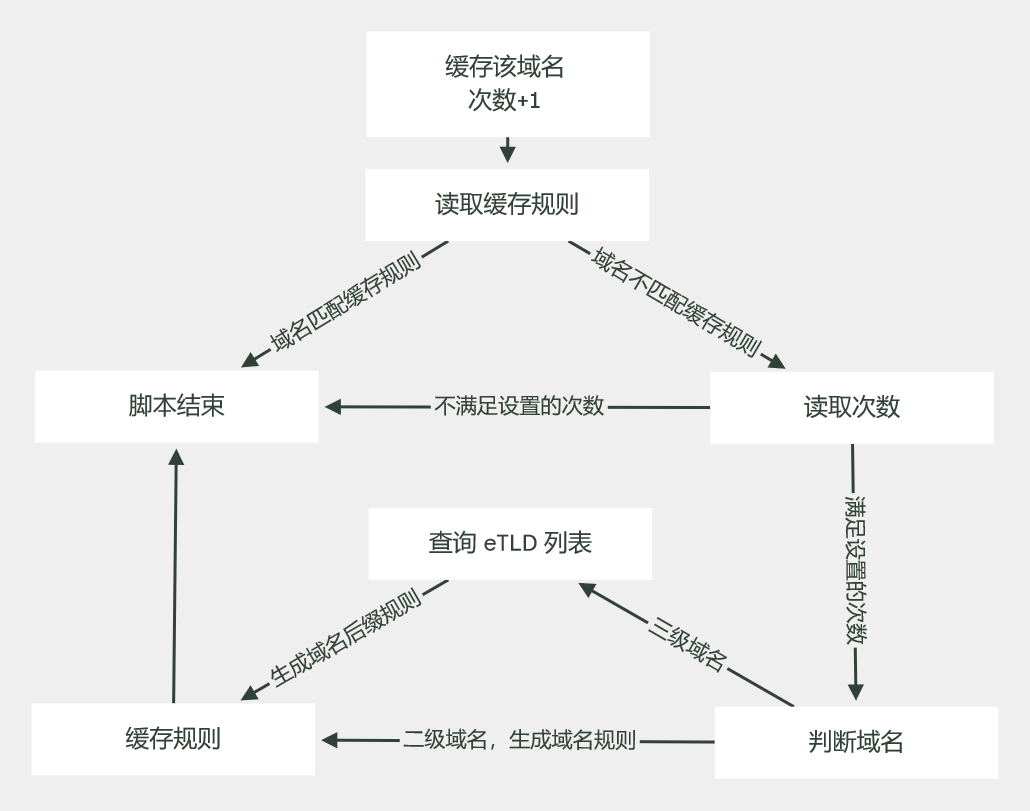 缓存该域名
次数+1
读取缓存规则
域名匹配缓存规则
域名不匹配缓存规则
脚本结束
不满足设置的次数
读取次数
满足设置的次数
查询 eTLD 列表
生成域名后缀规则
三级域名
缓存规则
二级域名，生成域名规则
判断域名